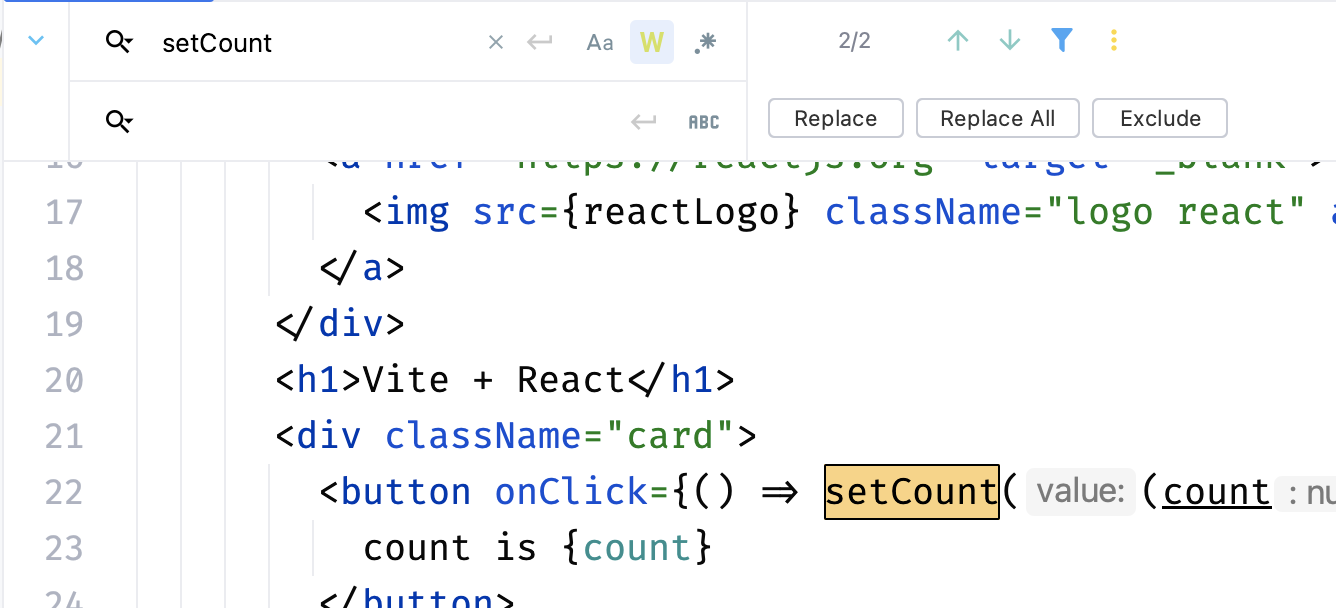 setCount Aa W .* 2/2
ABC Replace Replace All Exclude
16 <a href="https://reactjs.org" target="_blank">
17 <img src={reactLogo} className="logo react" a
18 </a>
19 </div>
20 <h1>Vite + React</h1>
21 <div className="card">
22 <button onClick={() => setCount( value: (count : nu
23 count is {count}
24 </button>